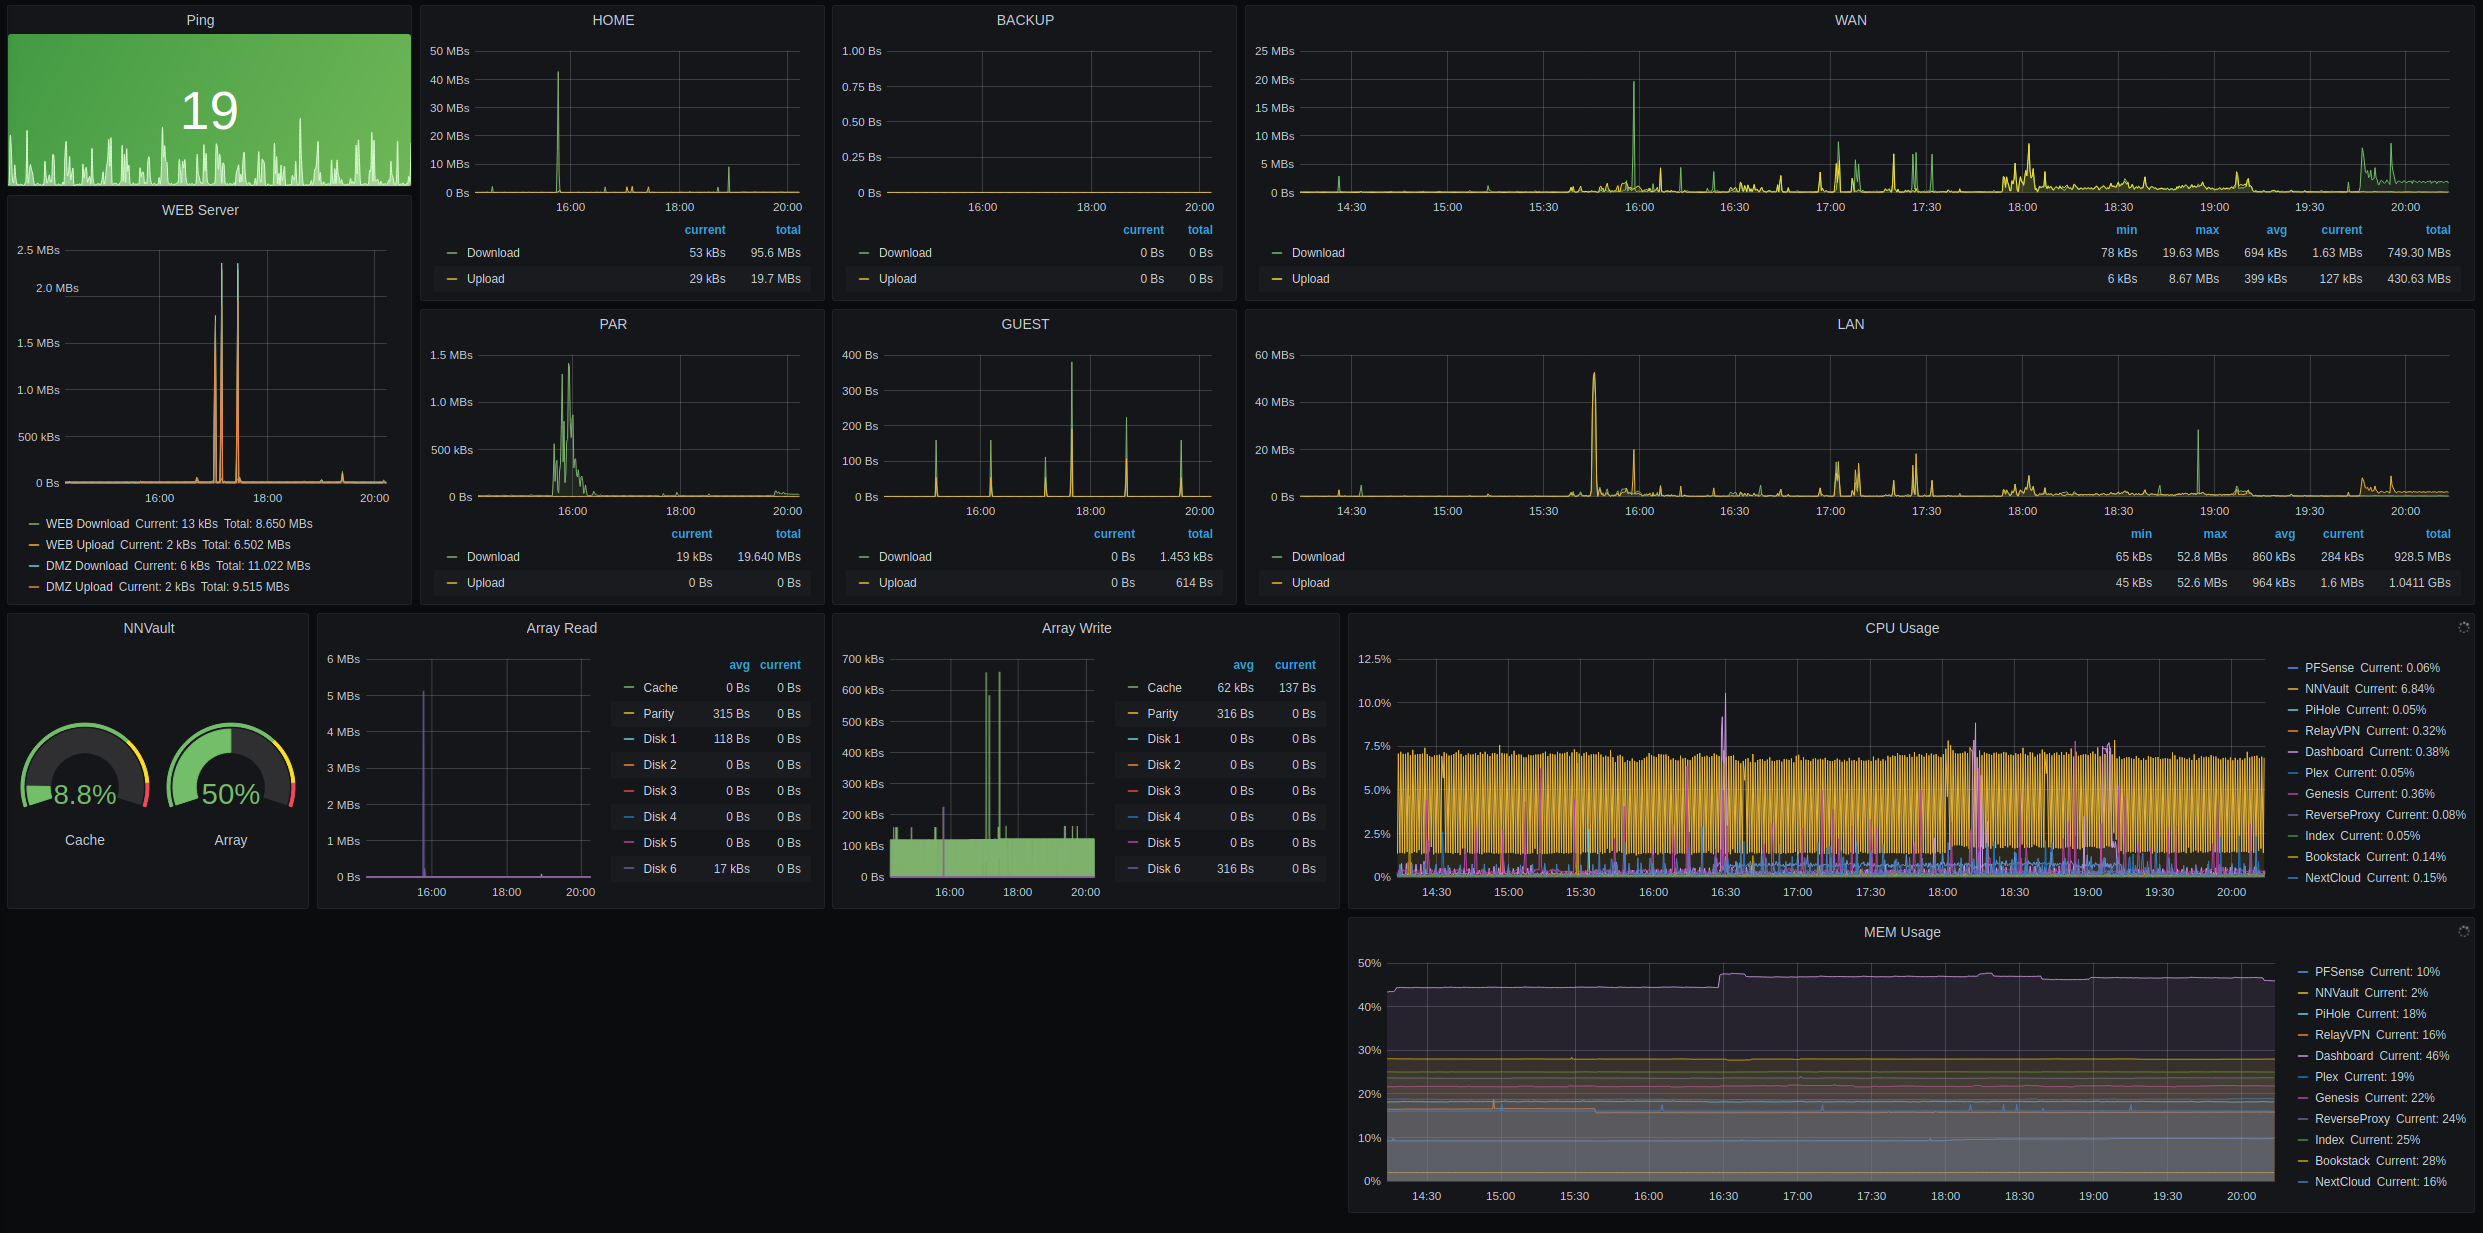 Ping
19
HOME
50 MBs
40 MBs
30 MBs
20 MBs
10 MBs
0 Bs
16:00 18:00 20:00
current total
Download 53 kBs 95.6 MBs
Upload 29 kBs 19.7 MBs
BACKUP
1.00 Bs
0.75 Bs
0.50 Bs
0.25 Bs
0 Bs
16:00 18:00 20:00
current total
Download 0 Bs 0 Bs
Upload 0 Bs 0 Bs
WAN
25 MBs
20 MBs
15 MBs
10 MBs
5 MBs
0 Bs
14:30 15:00 15:30 16:00 16:30 17:00 17:30 18:00 18:30 19:00 19:30 20:00
min max avg current total
Download 78 kBs 19.63 MBs 694 kBs 1.63 MBs 749.30 MBs
Upload 6 kBs 8.67 MBs 399 kBs 127 kBs 430.63 MBs
WEB Server
2.5 MBs
2.0 MBs
1.5 MBs
1.0 MBs
500 kBs
0 Bs
16:00 18:00 20:00
WEB Download Current: 13 kBs Total: 8.650 MBs
WEB Upload Current: 2 kBs Total: 6.502 MBs
DMZ Download Current: 6 kBs Total: 11.022 MBs
DMZ Upload Current: 2 kBs Total: 9.515 MBs
PAR
1.5 MBs
1.0 MBs
500 kBs
0 Bs
16:00 18:00 20:00
current total
Download 19 kBs 19.640 MBs
Upload 0 Bs 0 Bs
GUEST
400 Bs
300 Bs
200 Bs
100 Bs
0 Bs
16:00 18:00 20:00
current total
Download 0 Bs 1.453 kBs
Upload 0 Bs 614 Bs
LAN
60 MBs
40 MBs
20 MBs
0 Bs
14:30 15:00 15:30 16:00 16:30 17:00 17:30 18:00 18:30 19:00 19:30 20:00
min max avg current total
Download 65 kBs 52.8 MBs 860 kBs 284 kBs 928.5 MBs
Upload 45 kBs 52.6 MBs 964 kBs 1.6 MBs 1.0411 GBs
NNVault
8.8%
Cache
50%
Array
Array Read
6 MBs
5 MBs
4 MBs
3 MBs
2 MBs
1 MBs
0 Bs
16:00 18:00 20:00
avg current
Cache 0 Bs 0 Bs
Parity 315 Bs 0 Bs
Disk 1 118 Bs 0 Bs
Disk 2 0 Bs 0 Bs
Disk 3 0 Bs 0 Bs
Disk 4 0 Bs 0 Bs
Disk 5 0 Bs 0 Bs
Disk 6 17 kBs 0 Bs
Array Write
700 kBs
600 kBs
500 kBs
400 kBs
300 kBs
200 kBs
100 kBs
0 Bs
16:00 18:00 20:00
avg current
Cache 62 kBs 137 Bs
Parity 316 Bs 0 Bs
Disk 1 0 Bs 0 Bs
Disk 2 0 Bs 0 Bs
Disk 3 0 Bs 0 Bs
Disk 4 0 Bs 0 Bs
Disk 5 0 Bs 0 Bs
Disk 6 316 Bs 0 Bs
CPU Usage
12.5%
10.0%
7.5%
5.0%
2.5%
0%
14:30 15:00 15:30 16:00 16:30 17:00 17:30 18:00 18:30 19:00 19:30 20:00
PFSense Current: 0.06%
NNVault Current: 6.84%
PiHole Current: 0.05%
RelayVPN Current: 0.32%
Dashboard Current: 0.38%
Plex Current: 0.05%
Genesis Current: 0.36%
ReverseProxy Current: 0.08%
Index Current: 0.05%
Bookstack Current: 0.14%
NextCloud Current: 0.15%
MEM Usage
50%
40%
30%
20%
10%
0%
14:30 15:00 15:30 16:00 16:30 17:00 17:30 18:00 18:30 19:00 19:30 20:00
PFSense Current: 10%
NNVault Current: 2%
PiHole Current: 18%
RelayVPN Current: 16%
Dashboard Current: 46%
Plex Current: 19%
Genesis Current: 22%
ReverseProxy Current: 24%
Index Current: 25%
Bookstack Current: 28%
NextCloud Current: 16%